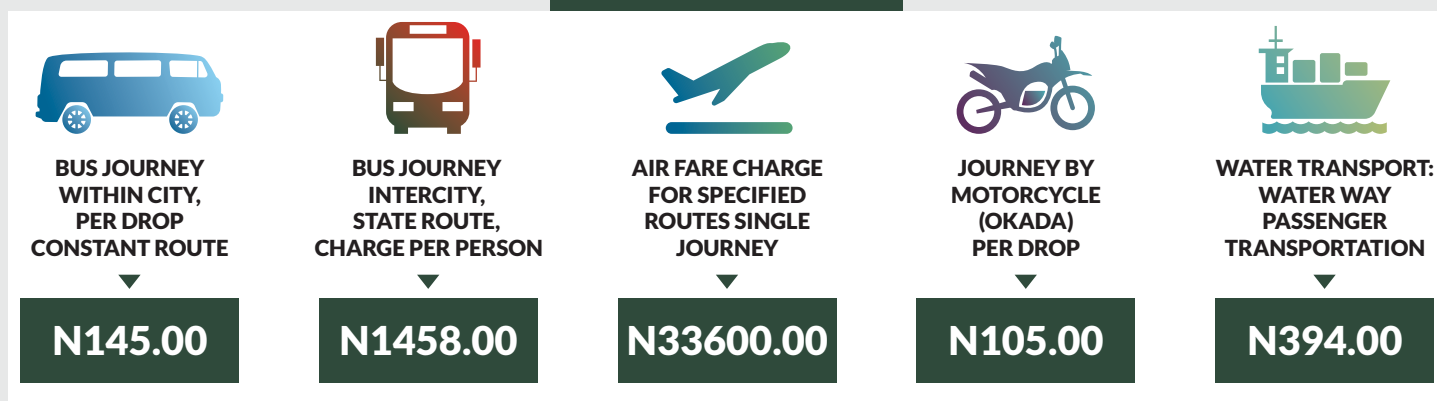 BUS JOURNEY
WITHIN CITY,
PER DROP
CONSTANT ROUTE
N145.00
BUS JOURNEY
INTERCITY,
STATE ROUTE,
CHARGE PER PERSON
N1458.00
AIR FARE CHARGE
FOR SPECIFIED
ROUTES SINGLE
JOURNEY
N33600.00
JOURNEY BY
MOTORCYCLE
(OKADA)
PER DROP
N105.00
WATER TRANSPORT:
WATER WAY
PASSENGER
TRANSPORTATION
N394.00